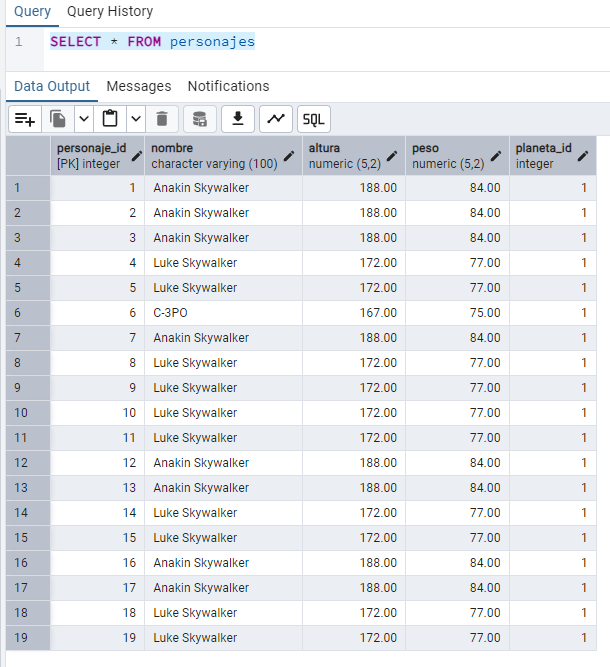 Query Query History
1 SELECT * FROM personajes
Data Output Messages Notifications
SQL
personaje_id nombre altura peso planeta_id
[PK] integer character varying (100) numeric (5,2) numeric (5,2) integer
1 1 Anakin Skywalker 188.00 84.00 1
2 2 Anakin Skywalker 188.00 84.00 1
3 3 Anakin Skywalker 188.00 84.00 1
4 4 Luke Skywalker 172.00 77.00 1
5 5 Luke Skywalker 172.00 77.00 1
6 6 C-3PO 167.00 75.00 1
7 7 Anakin Skywalker 188.00 84.00 1
8 8 Luke Skywalker 172.00 77.00 1
9 9 Luke Skywalker 172.00 77.00 1
10 10 Luke Skywalker 172.00 77.00 1
11 11 Luke Skywalker 172.00 77.00 1
12 12 Anakin Skywalker 188.00 84.00 1
13 13 Anakin Skywalker 188.00 84.00 1
14 14 Luke Skywalker 172.00 77.00 1
15 15 Luke Skywalker 172.00 77.00 1
16 16 Anakin Skywalker 188.00 84.00 1
17 17 Anakin Skywalker 188.00 84.00 1
18 18 Luke Skywalker 172.00 77.00 1
19 19 Luke Skywalker 172.00 77.00 1